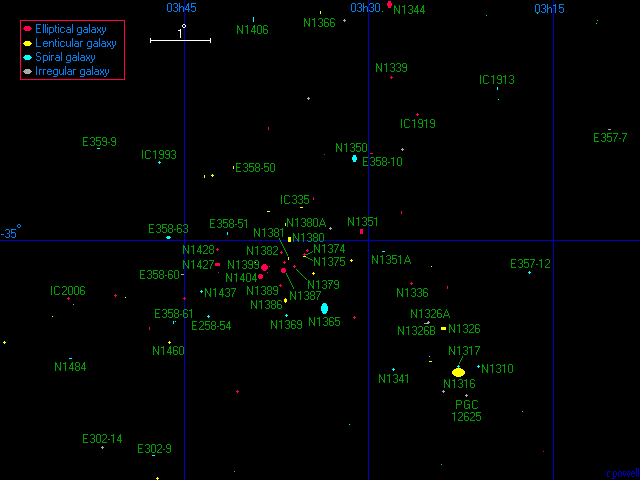 03h45
03h30
03h15
Elliptical galaxy
Lenticular galaxy
Spiral galaxy
Irregular galaxy
1°
N1406
N1366
N1344
N1339
IC1913
IC1919
E357-7
E359-9
IC1993
N1350
E358-10
E358-50
IC335
-35°
E358-63
E358-51
N1380A
N1381
N1380
N1351
N1428
N1382
N1374
N1375
N1351A
N1427
N1399
E357-12
E358-60
N1404
N1379
N1437
N1389
N1387
N1336
IC2006
N1386
E358-61
E258-54
N1369
N1365
N1326A
N1326B
N1326
N1460
N1317
N1484
N1341
N1310
N1316
PGC
12625
E302-14
E302-9
cpowell